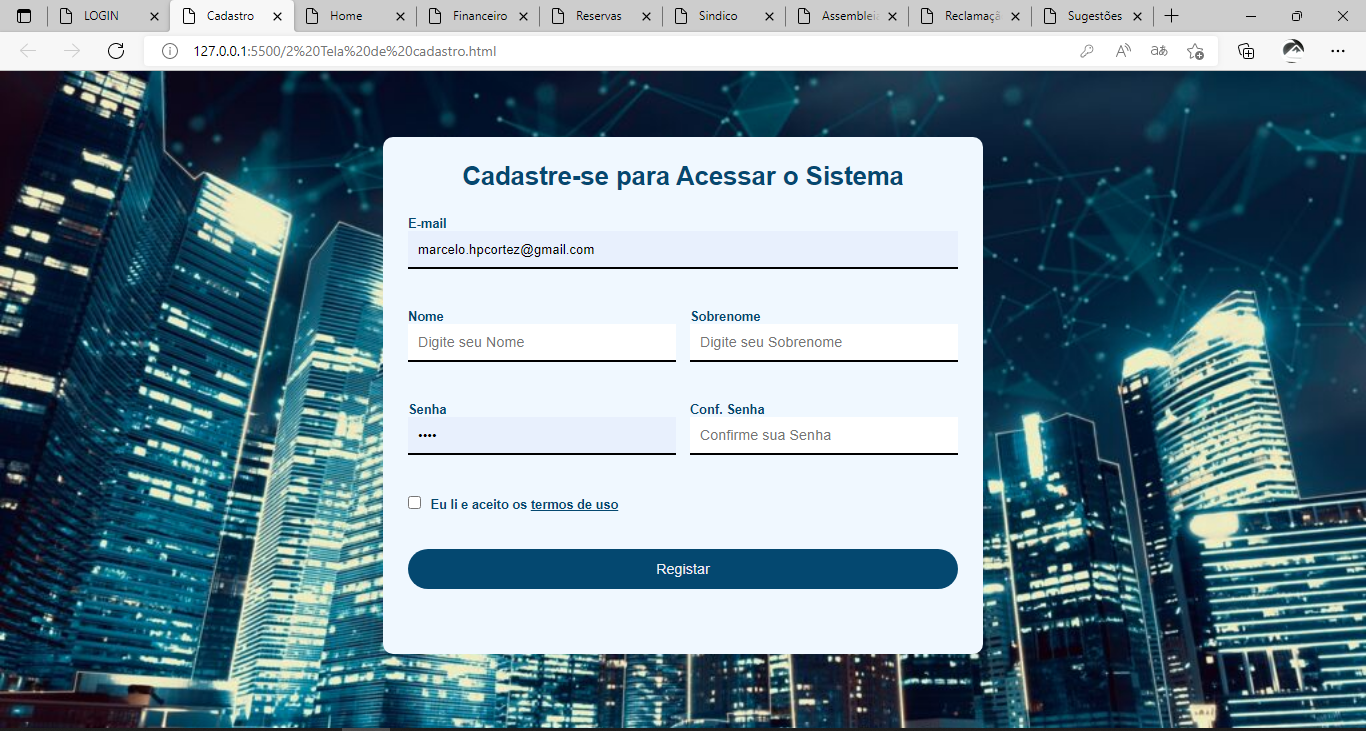 LOGIN Cadastro Home Financeiro Reservas Sindico Assembleia Reclamaçã Sugestões
127.0.0.1:5500/2%20Tela%20de%20cadastro.html
Cadastre-se para Acessar o Sistema
E-mail
marcelo.hpcortez@gmail.com
Nome Sobrenome
Digite seu Nome Digite seu Sobrenome
Senha Conf. Senha
•••• Confirme sua Senha
Eu li e aceito os termos de uso
Registar